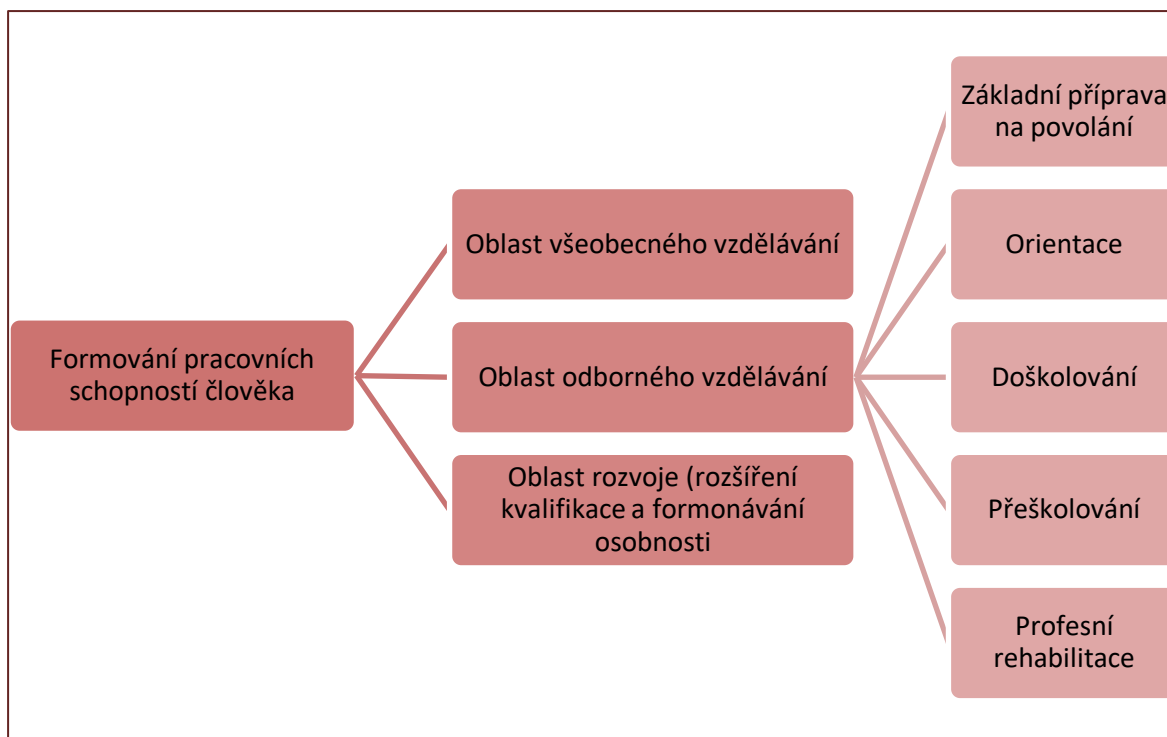 Formování pracovních
schopností člověka
Oblast všeobecného vzdělávání
Oblast odborného vzdělávání
Oblast rozvoje (rozšíření
kvalifikace a formonávání
osobnosti
Základní příprava
na povolání
Orientace
Doškolování
Přeškolování
Profesní
rehabilitace